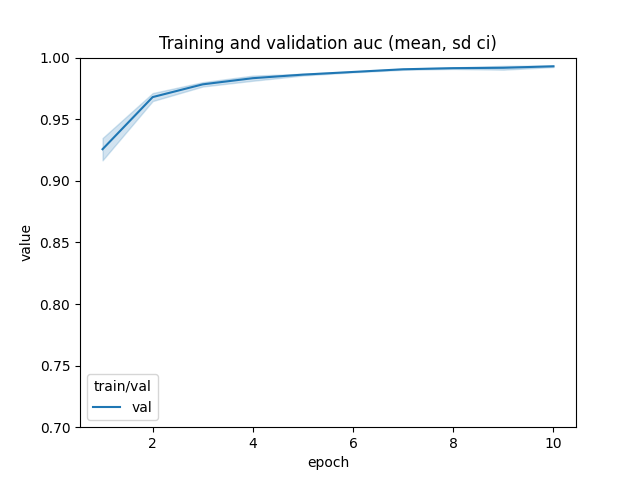 Training and validation auc (mean, sd ci)
1.00
0.95
0.90
0.85
0.80
0.75
0.70
value
train/val
val
2
4
6
8
10
epoch